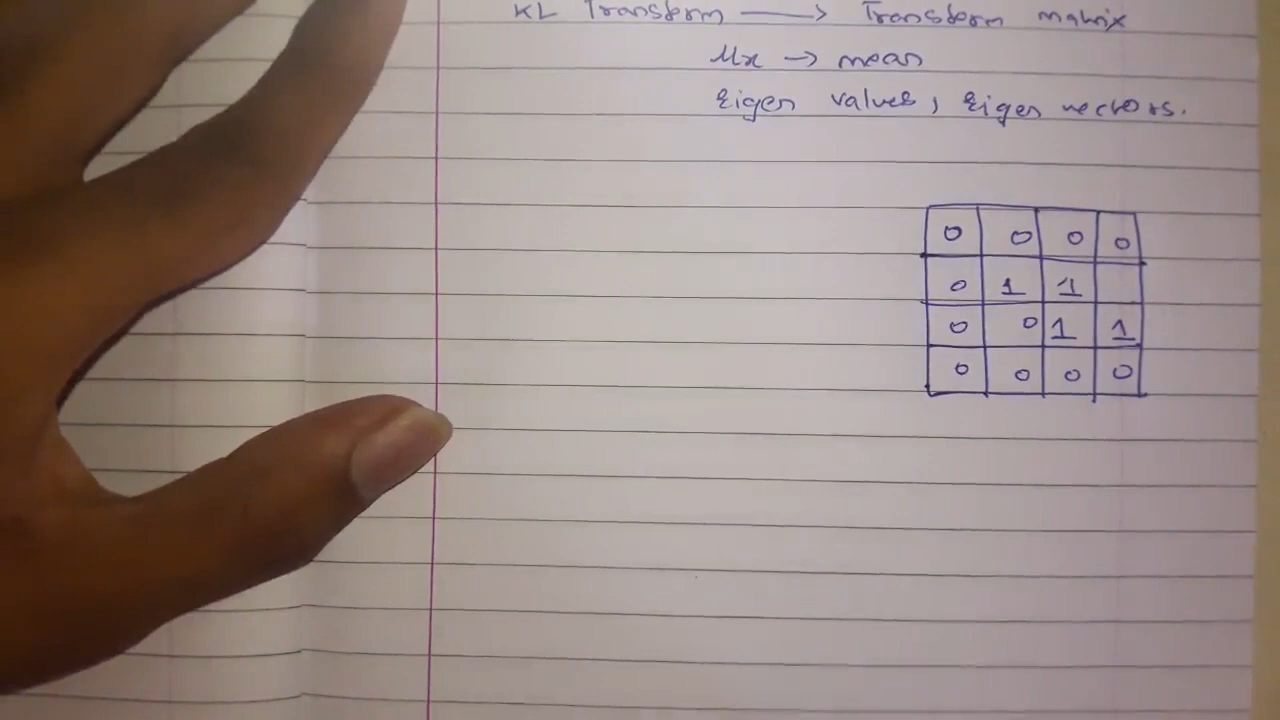 KL Transform → Transform matrix
μx → mean
Eigen values, Eigen vectors.
0 0 0 0
0 1 1
0 0 1 1
0 0 0 0